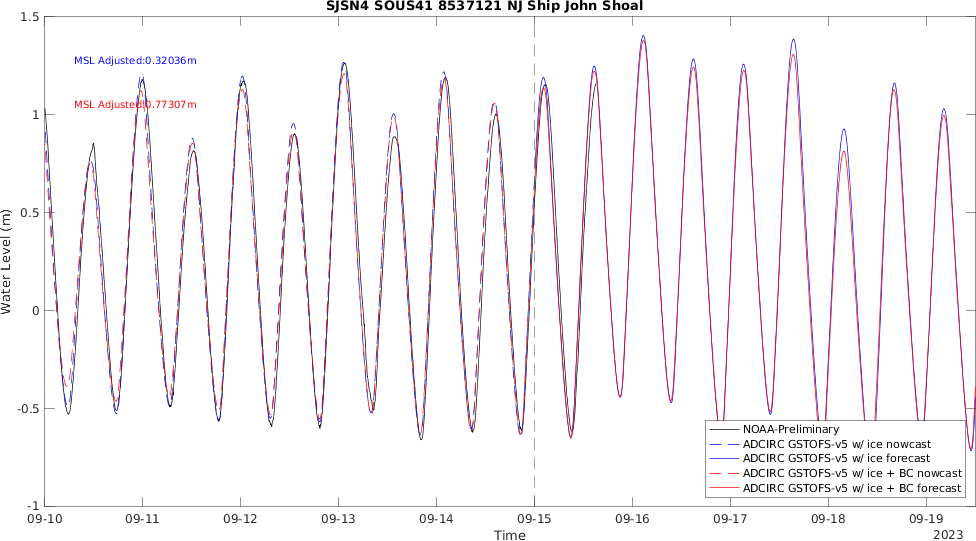 SJSN4 SOUS41 8537121 NJ Ship John Shoal
1.5
1
0.5
0
-0.5
-1
Water Level (m)
MSL Adjusted:0.32036m
MSL Adjusted:0.77307m
NOAA-Preliminary
ADCIRC GSTOFS-v5 w/ ice nowcast
ADCIRC GSTOFS-v5 w/ ice forecast
ADCIRC GSTOFS-v5 w/ ice + BC nowcast
ADCIRC GSTOFS-v5 w/ ice + BC forecast
09-10 09-11 09-12 09-13 09-14 09-15 09-16 09-17 09-18 09-19
Time
2023